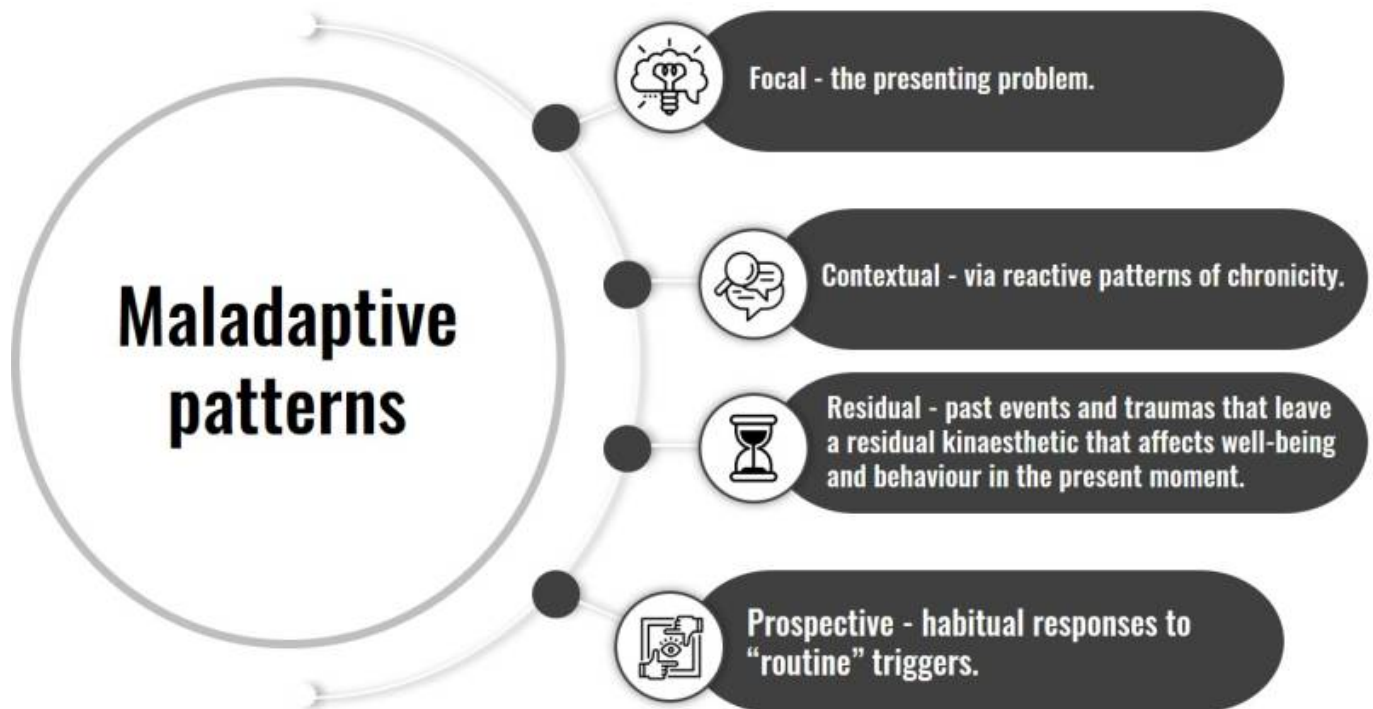 Maladaptive
patterns
Focal - the presenting problem.
Contextual - via reactive patterns of chronicity.
Residual - past events and traumas that leave
a residual kinaesthetic that affects well-being
and behaviour in the present moment.
Prospective - habitual responses to
“routine” triggers.